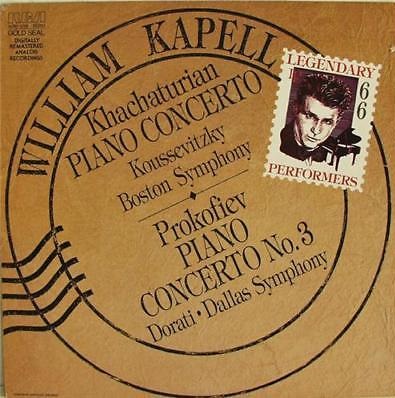 RCA
GOLD SEAL
DIGITALLY
REMASTERED
ANALOG
RECORDINGS
WILLIAM KAPELL
Khachaturian
PIANO CONCERTO
Koussevitzky
Boston Symphony
Prokofiev
PIANO
CONCERTO No. 3
Dorati · Dallas Symphony
LEGENDARY
66
PERFORMERS